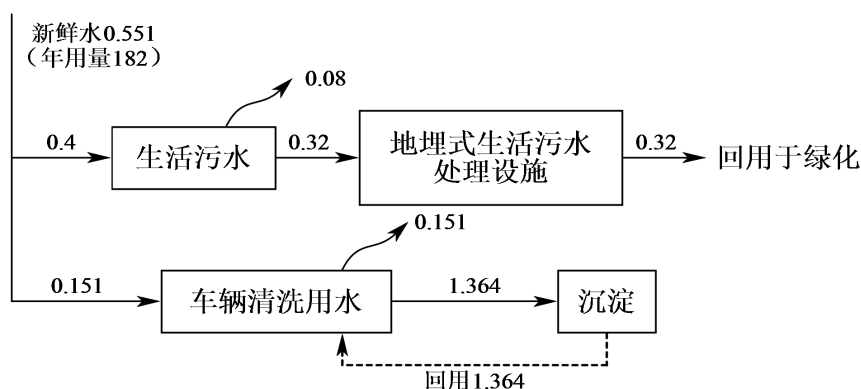 新鲜水0.551
（年用量182）
0.08
0.4
生活污水
0.32
地埋式生活污水
处理设施
0.32
回用于绿化
0.151
0.151
车辆清洗用水
1.364
沉淀
回用1.364